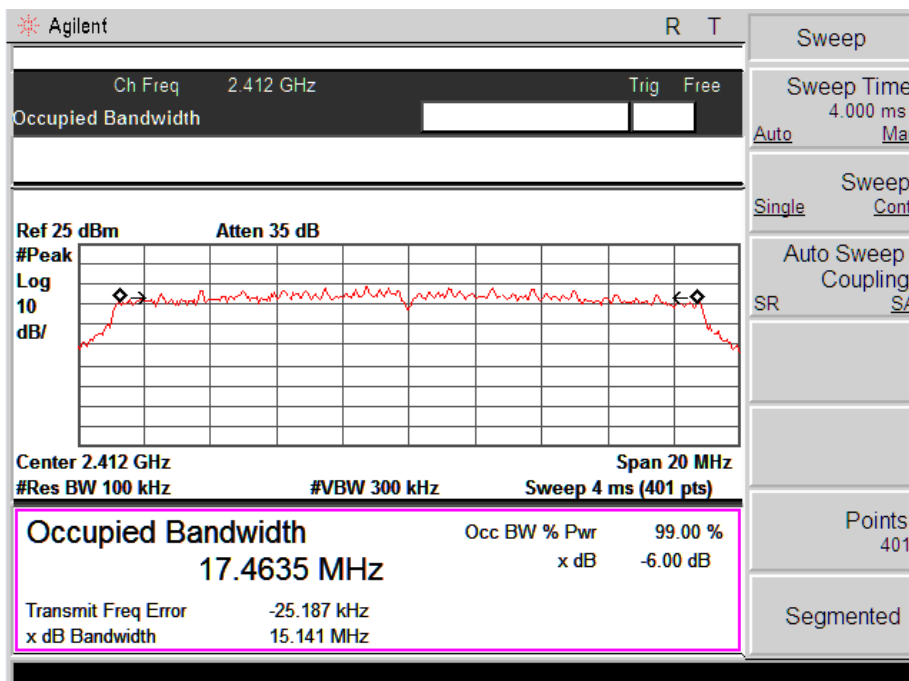 Agilent R T
Ch Freq 2.412 GHz Trig Free
Occupied Bandwidth
Ref 25 dBm Atten 35 dB
#Peak
Log
10
dB/
Center 2.412 GHz Span 20 MHz
#Res BW 100 kHz #VBW 300 kHz Sweep 4 ms (401 pts)
Occupied Bandwidth Occ BW % Pwr 99.00 %
17.4635 MHz x dB -6.00 dB
Transmit Freq Error -25.187 kHz
x dB Bandwidth 15.141 MHz
Sweep
Sweep Time
4.000 ms
Auto Ma
Sweep
Single Cont
Auto Sweep
Coupling
SR SA
Points
401
Segmented